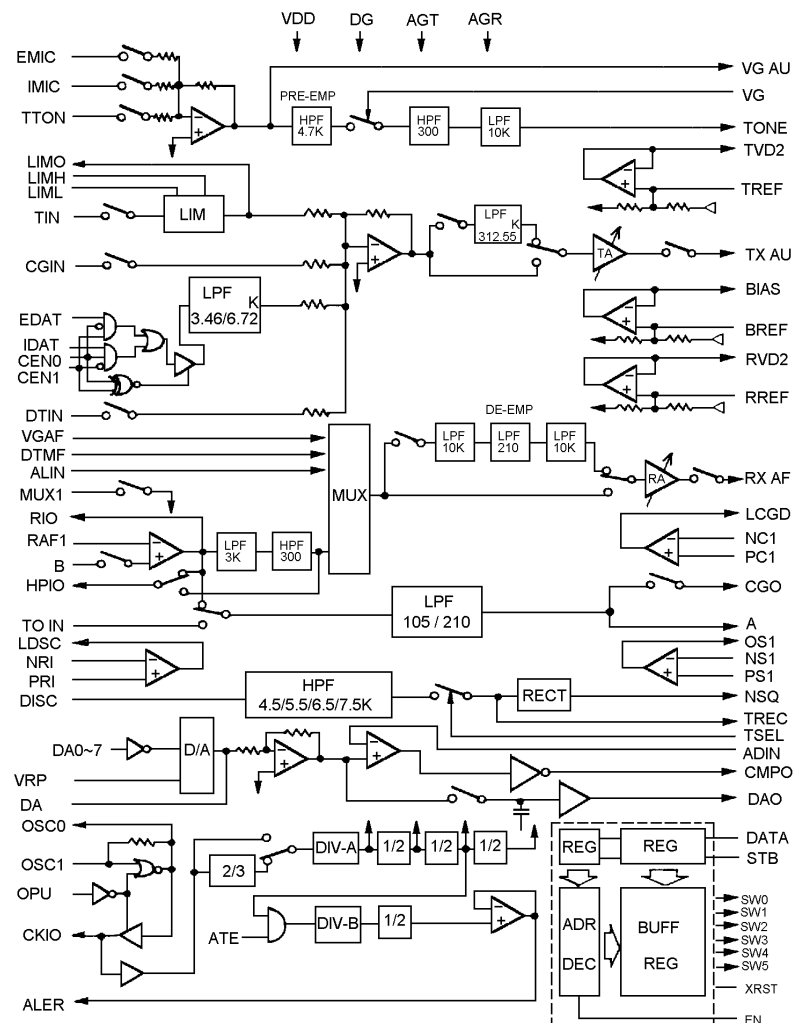 VDD DG AGT AGR
EMIC
IMIC
TTON
PRE-EMP
HPF
4.7K
HPF
300
LPF
10K
VG AU
VG
TONE
TVD2
TREF
LIMO
LIMH
LIML
TIN
LIM
CGIN
LPF
K
3.46/6.72
LPF
K
312.55
TA
TX AU
BIAS
BREF
RVD2
RREF
EDAT
IDAT
CEN0
CEN1
DTIN
VGAF
DTMF
ALIN
MUX1
MUX
DE-EMP
LPF
10K
LPF
210
LPF
10K
RA
RX AF
RIO
RAF1
B
HPIO
LPF
3K
HPF
300
LCGD
NC1
PC1
CGO
TO IN
LPF
105 / 210
A
LDSC
NRI
PRI
DISC
OS1
NS1
PS1
HPF
4.5/5.5/6.5/7.5K
RECT
NSQ
TREC
TSEL
ADIN
DA0~7
D/A
VRP
DA
CMPO
DAO
OSC0
OSC1
OPU
CKIO
2/3
DIV-A
1/2
1/2
1/2
ATE
DIV-B
1/2
ALER
REG
REG
DATA
STB
ADR
DEC
BUFF
REG
SW0
SW1
SW2
SW3
SW4
SW5
XRST
EN